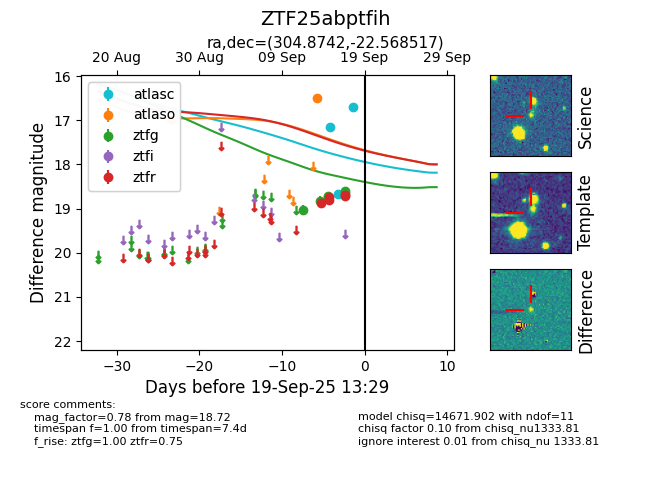 ZTF25abptfih
ra,dec=(304.8742,-22.568517)
20 Aug 30 Aug 09 Sep 19 Sep 29 Sep
16
17
18
19
20
21
22
Difference magnitude
atlasc
atlaso
ztfg
ztfi
ztfr
−30 −20 −10 0 10
Days before 19-Sep-25 13:29
Science
Template
Difference
score comments:
mag_factor=0.78 from mag=18.72
timespan f=1.00 from timespan=7.4d
f_rise: ztfg=1.00 ztfr=0.75
model chisq=14671.902 with ndof=11
chisq factor 0.10 from chisq_nu1333.81
ignore interest 0.01 from chisq_nu 1333.81